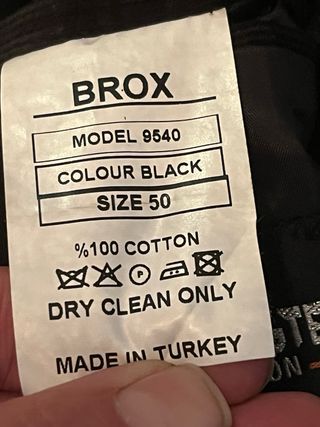 BROX
MODEL 9540
COLOUR BLACK
SIZE 50
%100 COTTON
P
DRY CLEAN ONLY
MADE IN TURKEY